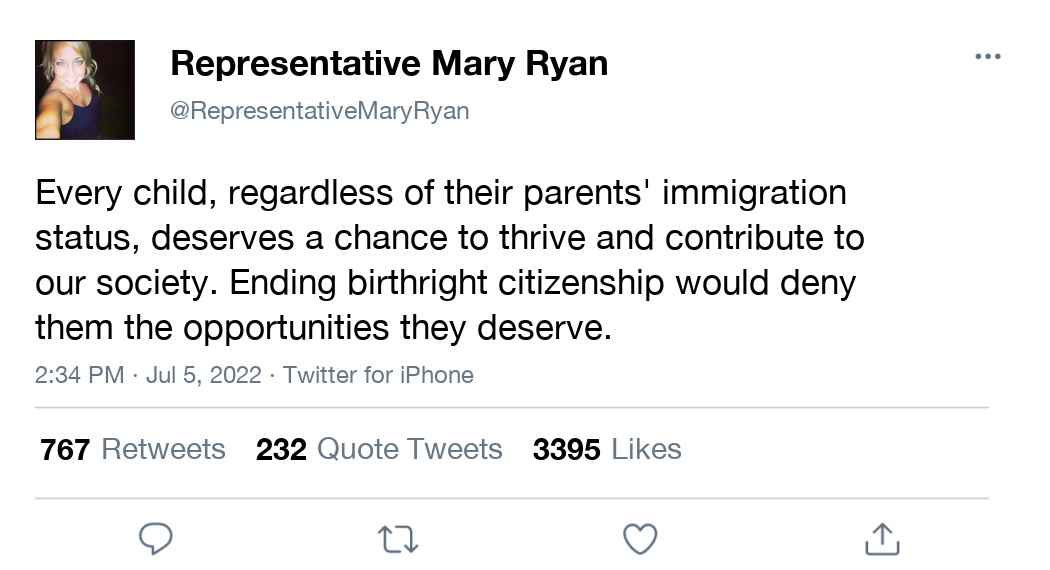 Representative Mary Ryan
@RepresentativeMaryRyan
Every child, regardless of their parents' immigration
status, deserves a chance to thrive and contribute to
our society. Ending birthright citizenship would deny
them the opportunities they deserve.
2:34 PM · Jul 5, 2022 · Twitter for iPhone
767 Retweets 232 Quote Tweets 3395 Likes